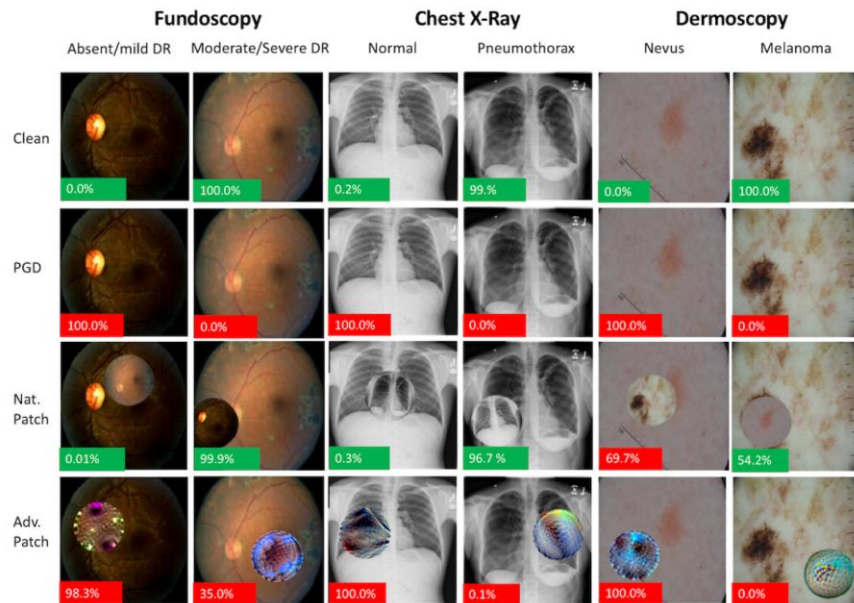 Fundoscopy Chest X-Ray Dermoscopy
Absent/mild DR Moderate/Severe DR Normal Pneumothorax Nevus Melanoma
Clean
0.0% 100.0% 0.2% 99.% 0.0% 100.0%
PGD
100.0% 0.0% 100.0% 0.0% 100.0% 0.0%
Nat.
Patch
0.01% 99.9% 0.3% 96.7 % 69.7% 54.2%
Adv.
Patch
98.3% 35.0% 100.0% 0.1% 100.0% 0.0%